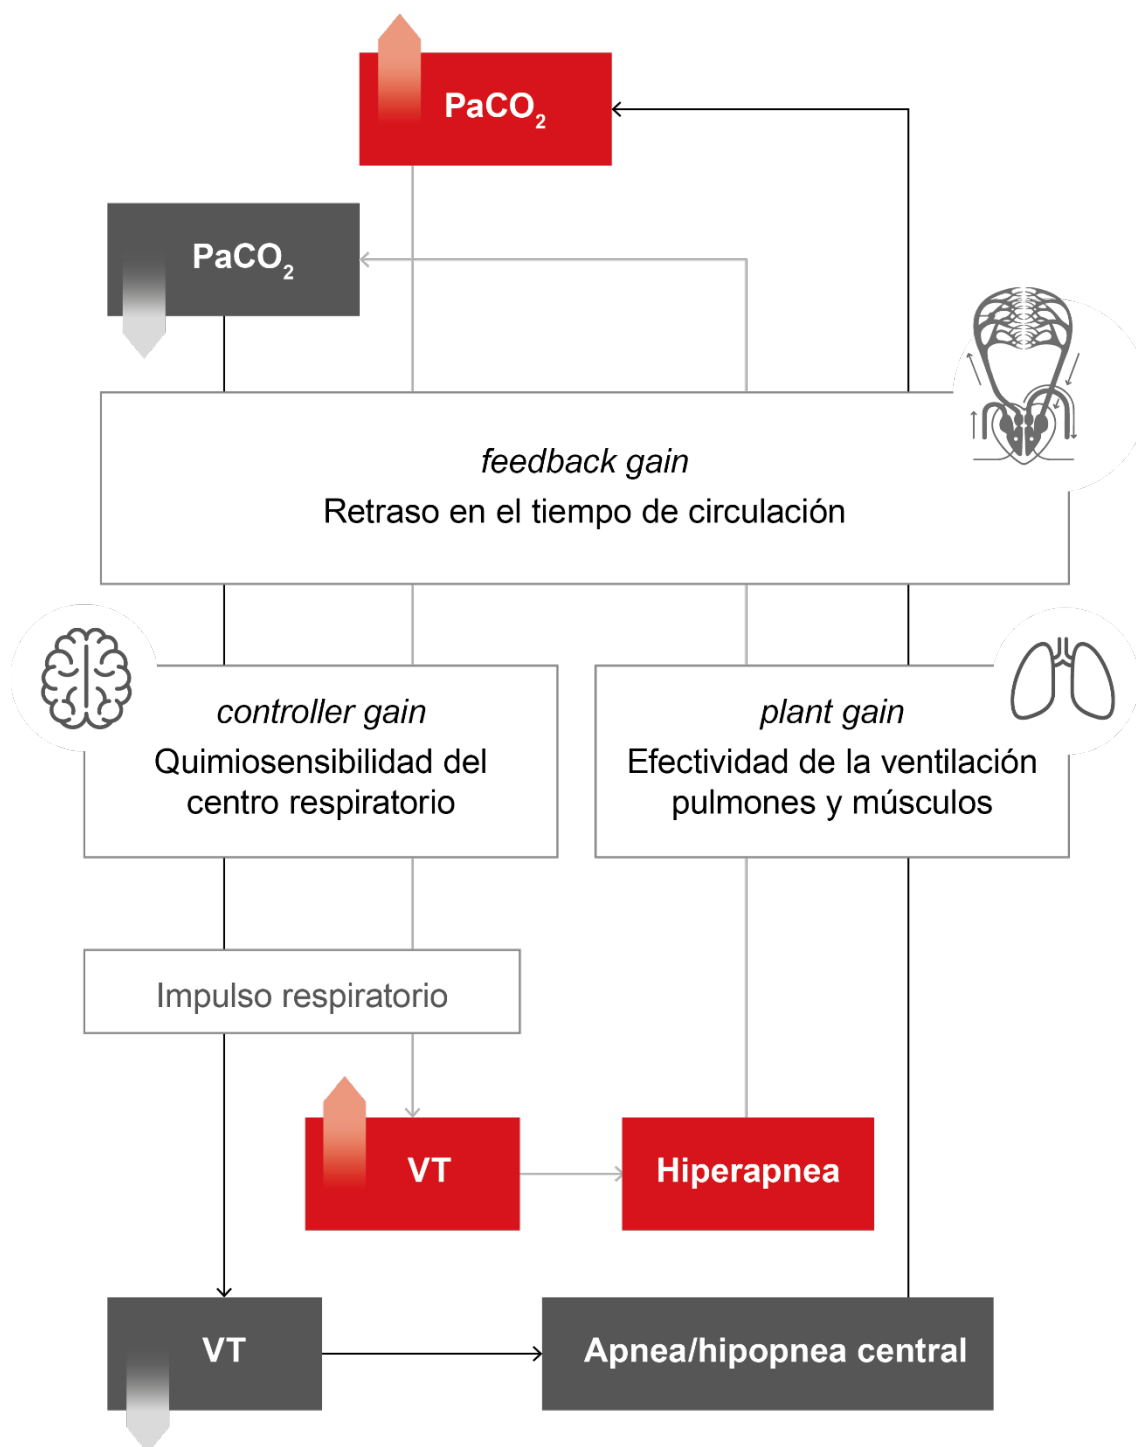 PaCO₂
PaCO₂
feedback gain
Retraso en el tiempo de circulación
controller gain
Quimiosensibilidad del
centro respiratorio
plant gain
Efectividad de la ventilación
pulmones y músculos
Impulso respiratorio
VT
Hiperapnea
VT
Apnea/hipopnea central